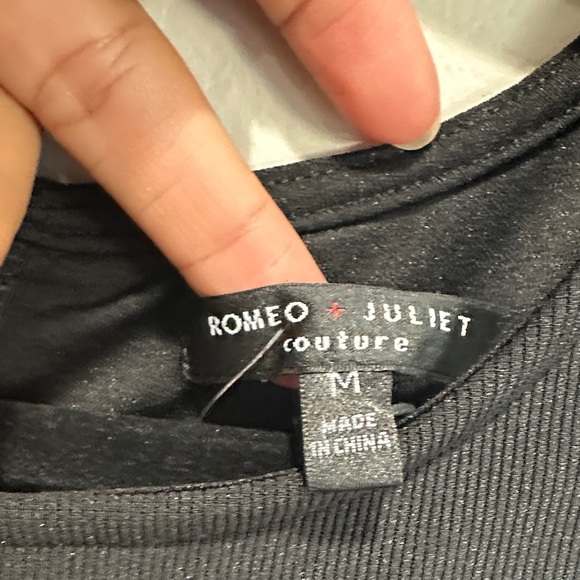 ROMEO + JULIET
couture
M
MADE
IN CHINA